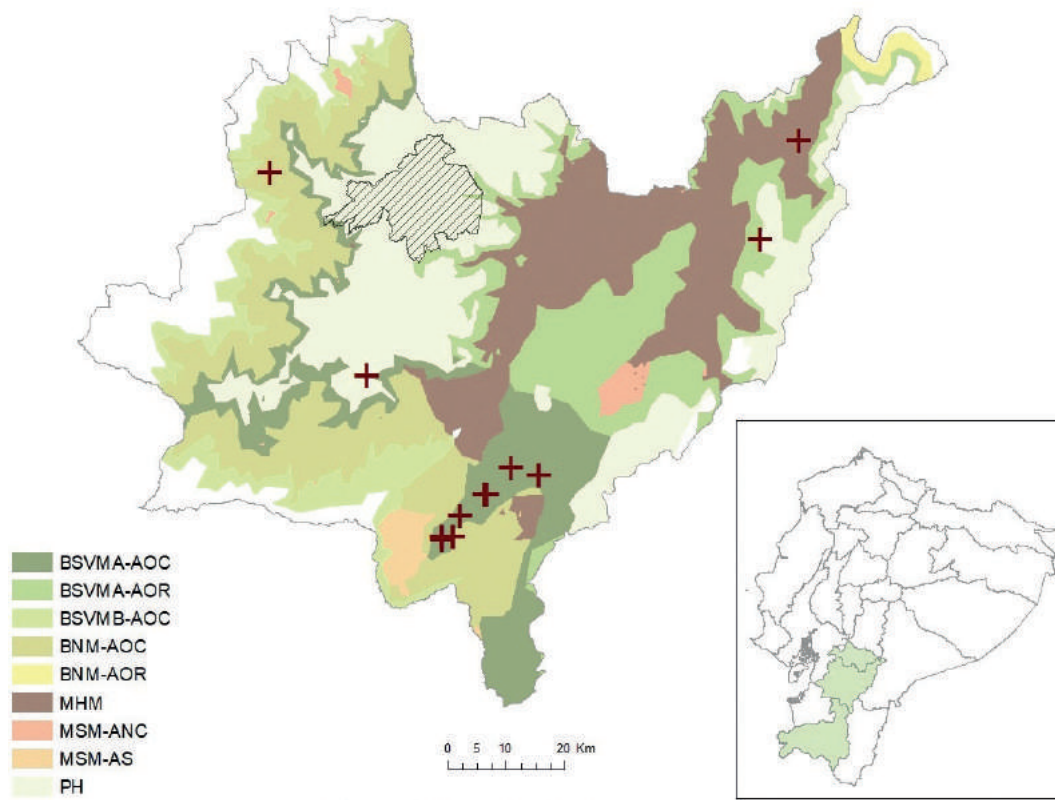 BSVMA-AOC
BSVMA-AOR
BSVMB-AOC
BNM-AOC
BNM-AOR
MHM
MSM-ANC
MSM-AS
PH
0 5 10 20 Km